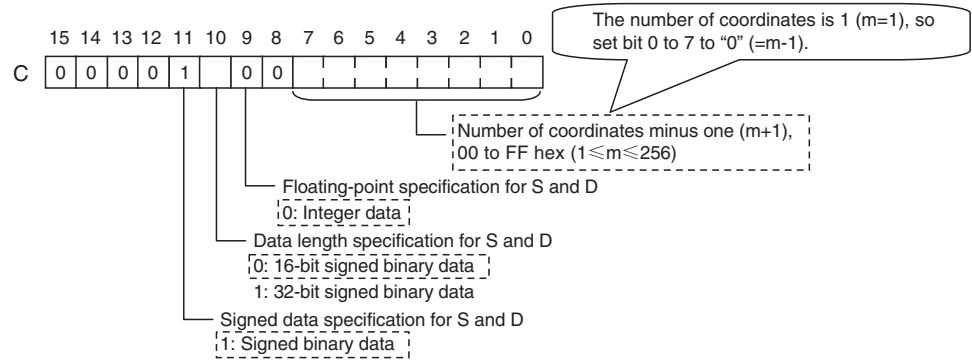 The number of coordinates is 1 (m=1), so
set bit 0 to 7 to “0” (=m-1).
15 14 13 12 11 10 9 8 7 6 5 4 3 2 1 0
C 0 0 0 0 1 0 0
Number of coordinates minus one (m+1),
00 to FF hex (1≤m≤256)
Floating-point specification for S and D
0: Integer data
Data length specification for S and D
0: 16-bit signed binary data
1: 32-bit signed binary data
Signed data specification for S and D
1: Signed binary data